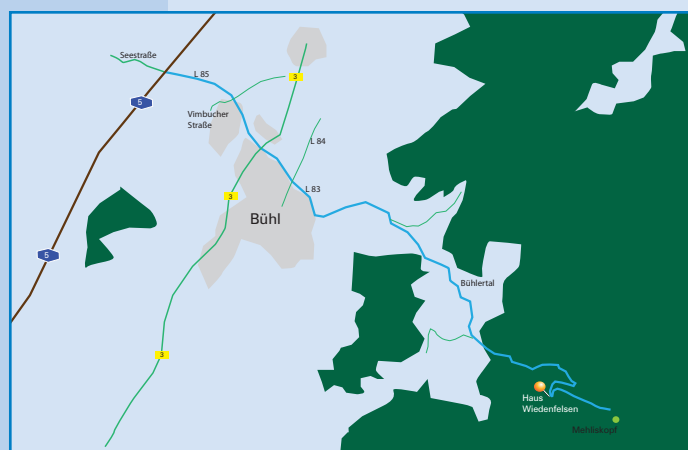 Seestraße
L 85
3
5
Vimbucher
Straße
L 84
L 83
3
Bühl
5
Bühlertal
3
Haus
Wiedenfelsen
Mehliskopf